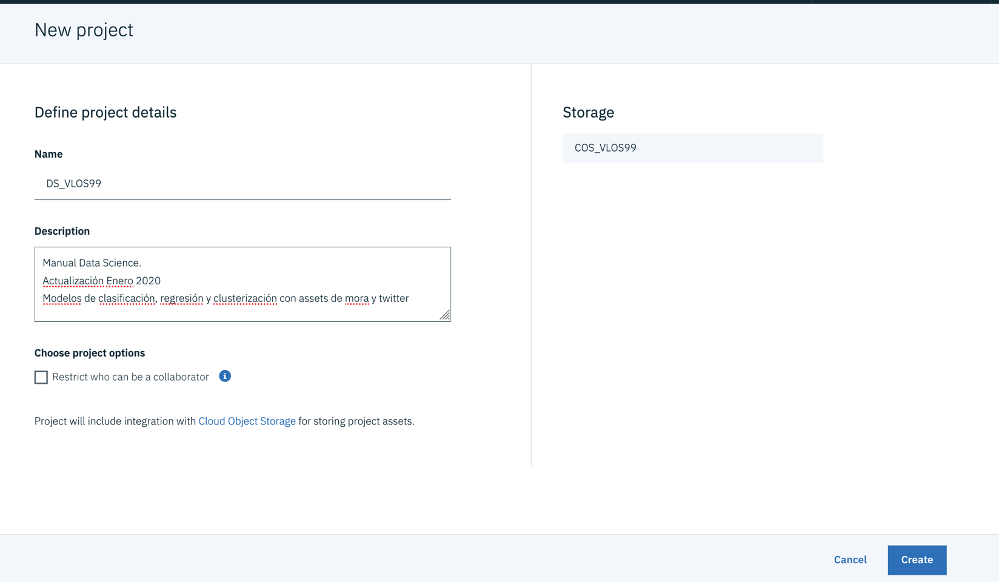 New project
Define project details
Name
DS_VLOS99
Description
Manual Data Science.
Actualización Enero 2020
Modelos de clasificación, regresión y clusterización con assets de mora y twitter
Choose project options
Restrict who can be a collaborator
Project will include integration with Cloud Object Storage for storing project assets.
Storage
COS_VLOS99
Cancel
Create